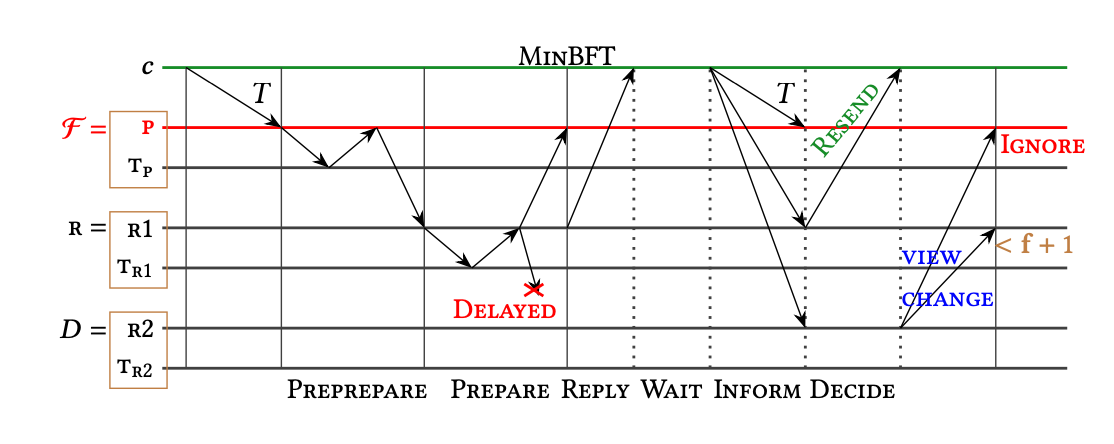 MinBFT
c
T
T
Resend
ℱ = P
Ignore
T_P
R = R1
< f + 1
View
T_R1
Change
Delayed
D = R2
T_R2
Preprepare Prepare Reply Wait Inform Decide